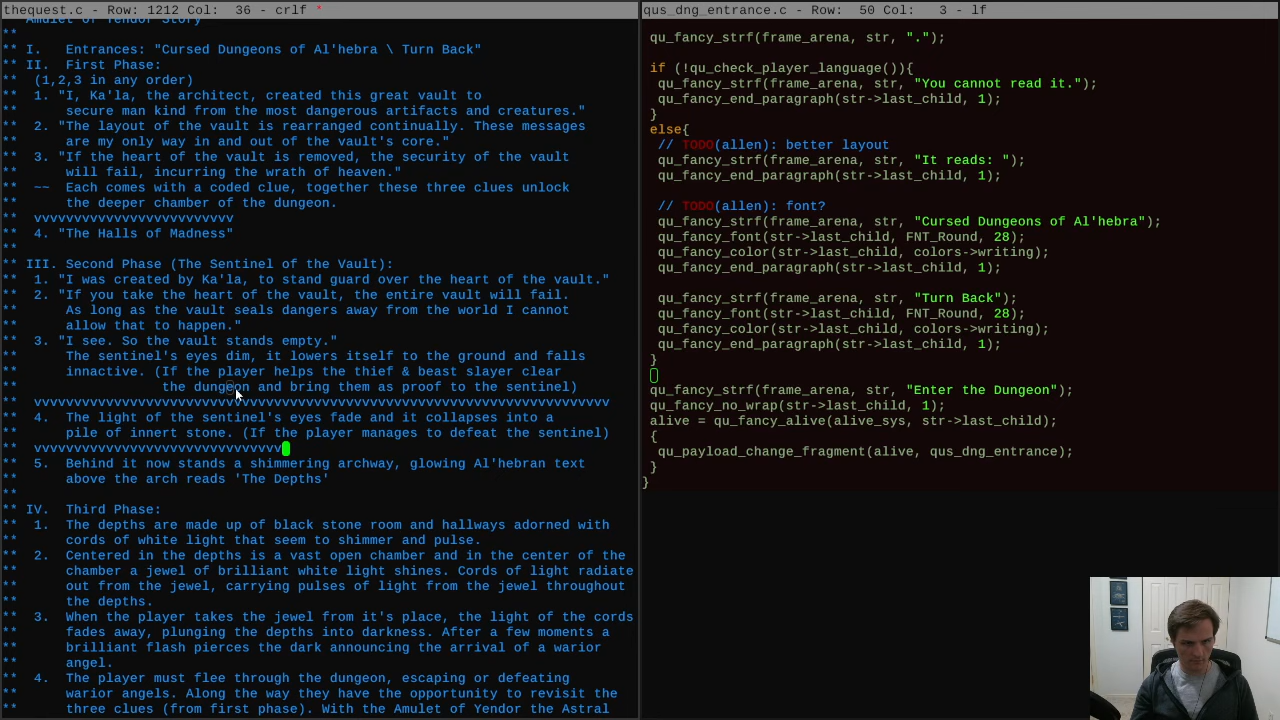 thequest.c - Row: 1212 Col:  36 - crlf *
Amulet of Yendor Story
**
** I.   Entrances: "Cursed Dungeons of Al'hebra \ Turn Back"
** II.  First Phase:
**  (1,2,3 in any order)
**  1. "I, Ka'la, the architect, created this great vault to
**      secure man kind from the most dangerous artifacts and creatures."
**  2. "The layout of the vault is rearranged continually. These messages
**      are my only way in and out of the vault's core."
**  3. "If the heart of the vault is removed, the security of the vault
**      will fail, incurring the wrath of heaven."
**  ~~  Each comes with a coded clue, together these three clues unlock
**      the deeper chamber of the dungeon.
**  vvvvvvvvvvvvvvvvvvvvvvvvv
**  4. "The Halls of Madness"
**
** III. Second Phase (The Sentinel of the Vault):
**  1. "I was created by Ka'la, to stand guard over the heart of the vault."
**  2. "If you take the heart of the vault, the entire vault will fail.
**      As long as the vault seals dangers away from the world I cannot
**      allow that to happen."
**  3. "I see. So the vault stands empty."
**      The sentinel's eyes dim, it lowers itself to the ground and falls
**      innactive. (If the player helps the thief & beast slayer clear
**                  the dungeon and bring them as proof to the sentinel)
**  vvvvvvvvvvvvvvvvvvvvvvvvvvvvvvvvvvvvvvvvvvvvvvvvvvvvvvvvvvvvvvvvvvvvvvvv
**  4.  The light of the sentinel's eyes fade and it collapses into a
**      pile of innert stone. (If the player manages to defeat the sentinel)
**  vvvvvvvvvvvvvvvvvvvvvvvvvvvvvvv
**  5.  Behind it now stands a shimmering archway, glowing Al'hebran text
**      above the arch reads 'The Depths'
**
** IV.  Third Phase:
**  1.  The depths are made up of black stone room and hallways adorned with
**      cords of white light that seem to shimmer and pulse.
**  2.  Centered in the depths is a vast open chamber and in the center of the
**      chamber a jewel of brilliant white light shines. Cords of light radiate
**      out from the jewel, carrying pulses of light from the jewel throughout
**      the depths.
**  3.  When the player takes the jewel from it's place, the light of the cords
**      fades away, plunging the depths into darkness. After a few moments a
**      brilliant flash pierces the dark announcing the arrival of a warior
**      angel.
**  4.  The player must flee through the dungeon, escaping or defeating
**      warior angels. Along the way they have the opportunity to revisit the
**      three clues (from first phase). With the Amulet of Yendor the Astral
qus_dng_entrance.c - Row:  50 Col:   3 - lf
qu_fancy_strf(frame_arena, str, ".");
if (!qu_check_player_language()){
qu_fancy_strf(frame_arena, str, "You cannot read it.");
qu_fancy_end_paragraph(str->last_child, 1);
}
else{
// TODO(allen): better layout
qu_fancy_strf(frame_arena, str, "It reads: ");
qu_fancy_end_paragraph(str->last_child, 1);
// TODO(allen): font?
qu_fancy_strf(frame_arena, str, "Cursed Dungeons of Al'hebra");
qu_fancy_font(str->last_child, FNT_Round, 28);
qu_fancy_color(str->last_child, colors->writing);
qu_fancy_end_paragraph(str->last_child, 1);
qu_fancy_strf(frame_arena, str, "Turn Back");
qu_fancy_font(str->last_child, FNT_Round, 28);
qu_fancy_color(str->last_child, colors->writing);
qu_fancy_end_paragraph(str->last_child, 1);
}
qu_fancy_strf(frame_arena, str, "Enter the Dungeon");
qu_fancy_no_wrap(str->last_child, 1);
alive = qu_fancy_alive(alive_sys, str->last_child);
{
qu_payload_change_fragment(alive, qus_dng_entrance);
}
}